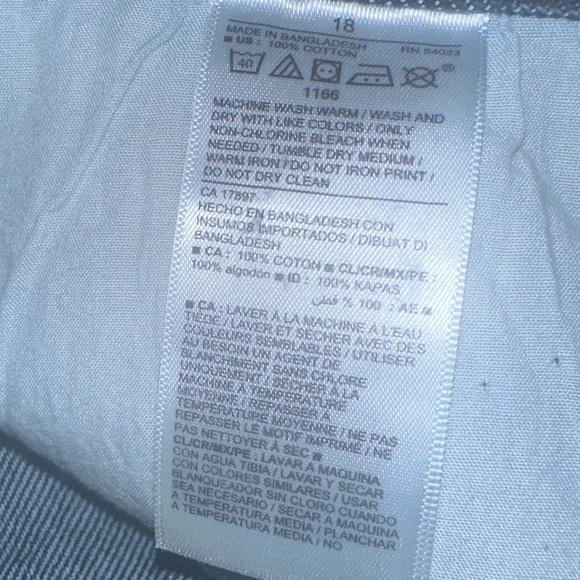 18
MADE IN BANGLADESH
■ US : 100% COTTON RN 54023
40
®
1166
MACHINE WASH WARM / WASH AND
DRY WITH LIKE COLORS / ONLY
NON-CHLORINE BLEACH WHEN
NEEDED / TUMBLE DRY MEDIUM /
WARM IRON / DO NOT IRON PRINT /
DO NOT DRY CLEAN
CA 17897
HECHO EN BANGLADESH CON
INSUMOS IMPORTADOS / DIBUAT DI
BANGLADESH
■ CA : 100% COTON ■ CL/CR/MX/PE :
100% algodón ■ ID : 100% KAPAS
■ AE : 100 % قطن
■ CA : LAVER À LA MACHINE À L'EAU
TIÈDE / LAVER ET SÉCHER AVEC DES
COULEURS SEMBLABLES / UTILISER
AU BESOIN UN AGENT DE
BLANCHIMENT SANS CHLORE
UNIQUEMENT / SÉCHER À LA
MACHINE À TEMPÉRATURE
MOYENNE / REPASSER À
TEMPÉRATURE MOYENNE / NE PAS
REPASSER LE MOTIF IMPRIMÉ / NE
PAS NETTOYER À SEC ■
CL/CR/MX/PE : LAVAR A MAQUINA
CON AGUA TIBIA / LAVAR Y SECAR
CON COLORES SIMILARES / USAR
BLANQUEADOR SIN CLORO CUANDO
SEA NECESARIO / SECAR A MAQUINA
A TEMPERATURA MEDIA / PLANCHAR
A TEMPERATURA MEDIA / NO